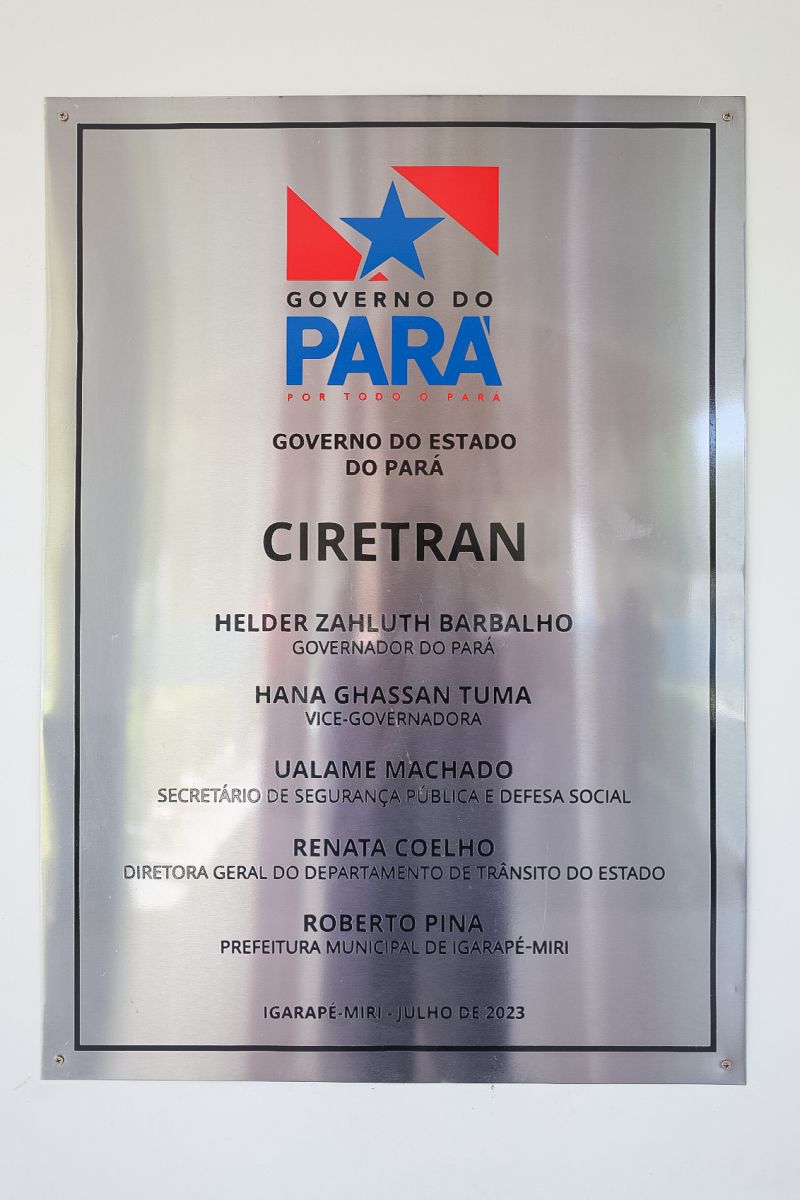 GOVERNO DO
PARÁ
POR TODO O PARÁ
GOVERNO DO ESTADO
DO PARÁ
CIRETRAN
HELDER ZAHLUTH BARBALHO
GOVERNADOR DO PARÁ
HANA GHASSAN TUMA
VICE-GOVERNADORA
UALAME MACHADO
SECRETÁRIO DE SEGURANÇA PÚBLICA E DEFESA SOCIAL
RENATA COELHO
DIRETORA GERAL DO DEPARTAMENTO DE TRÂNSITO DO ESTADO
ROBERTO PINA
PREFEITURA MUNICIPAL DE IGARAPÉ-MIRI
IGARAPÉ-MIRI - JULHO DE 2023